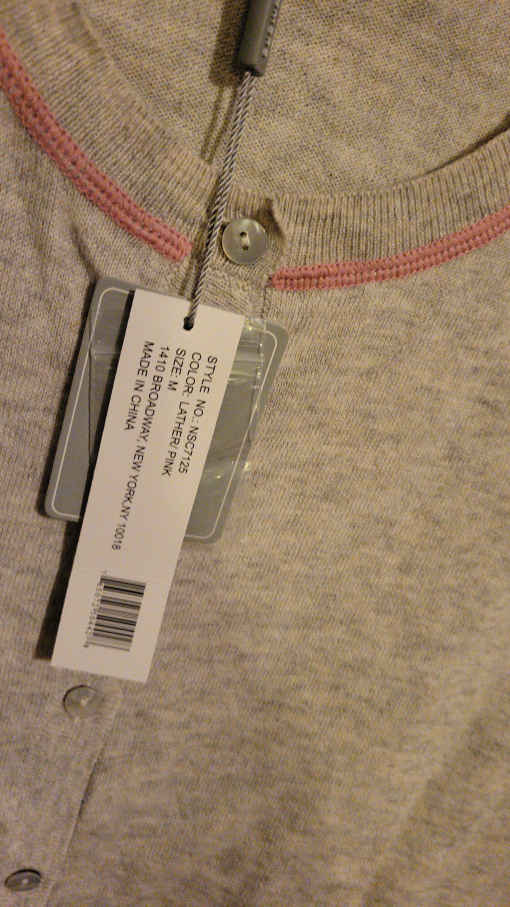 STYLE NO.: NSC7125
COLOR: LATHER/ PINK
SIZE: M
1410 BROADWAY, NEW YORK,NY 10018
MADE IN CHINA